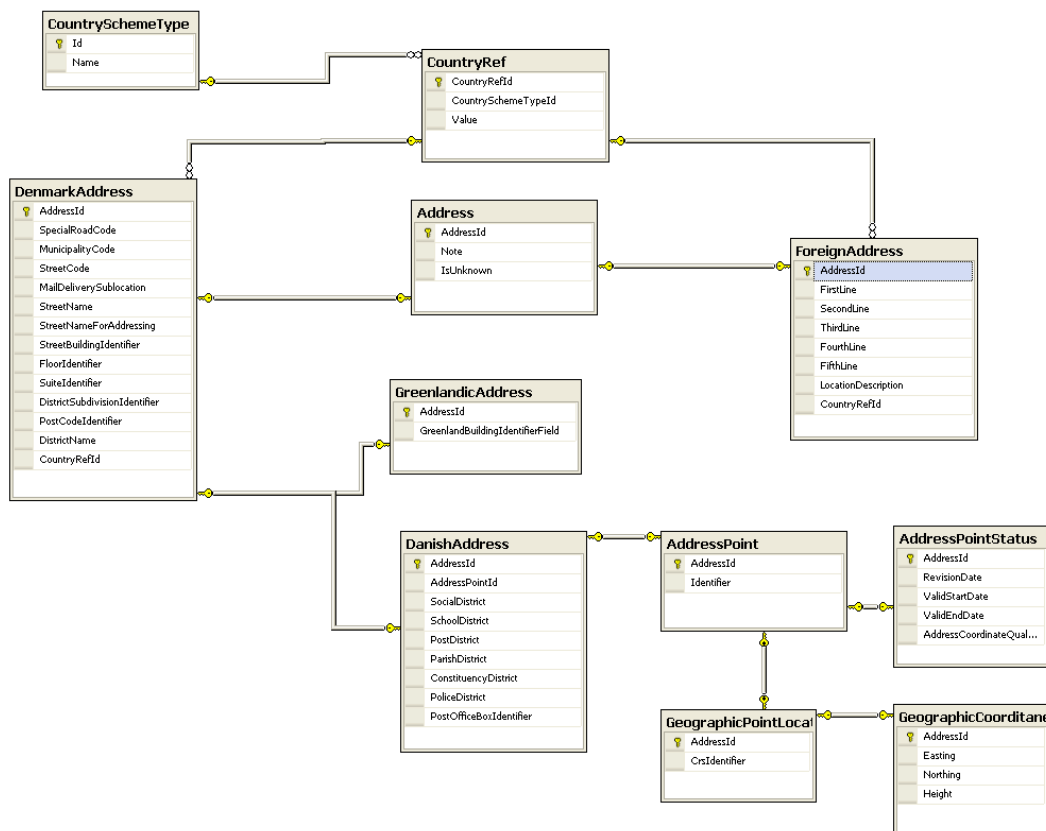 CountrySchemeType
Id
Name
CountryRef
CountryRefId
CountrySchemeTypeId
Value
DenmarkAddress
AddressId
SpecialRoadCode
MunicipalityCode
StreetCode
MailDeliverySublocation
StreetName
StreetNameForAddressing
StreetBuildingIdentifier
FloorIdentifier
SuiteIdentifier
DistrictSubdivisionIdentifier
PostCodeIdentifier
DistrictName
CountryRefId
Address
AddressId
Note
IsUnknown
ForeignAddress
AddressId
FirstLine
SecondLine
ThirdLine
FourthLine
FifthLine
LocationDescription
CountryRefId
GreenlandicAddress
AddressId
GreenlandBuildingIdentifierField
DanishAddress
AddressId
AddressPointId
SocialDistrict
SchoolDistrict
PostDistrict
ParishDistrict
ConstituencyDistrict
PoliceDistrict
PostOfficeBoxIdentifier
AddressPoint
AddressId
Identifier
AddressPointStatus
AddressId
RevisionDate
ValidStartDate
ValidEndDate
AddressCoordinateQual...
GeographicPointLocat
AddressId
CrsIdentifier
GeographicCoorditane
AddressId
Easting
Northing
Height